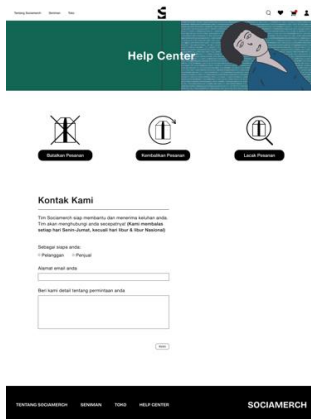 Tentang Sociamerch Seniman Toko
S
Help Center
Batalkan Pesanan
Kembalikan Pesanan
Lacak Pesanan
Kontak Kami
Tim Sociamerch siap membantu dan menerima keluhan anda.
Tim akan menghubungi anda secepatnya! (Kami membalas
setiap hari Senin-Jumat, kecuali hari libur & libur Nasional)
Sebagai siapa anda:
Pelanggan Penjual
Alamat email anda
Beri kami detail tentang permintaan anda
TENTANG SOCIAMERCH SENIMAN TOKO HELP CENTER SOCIAMERCH